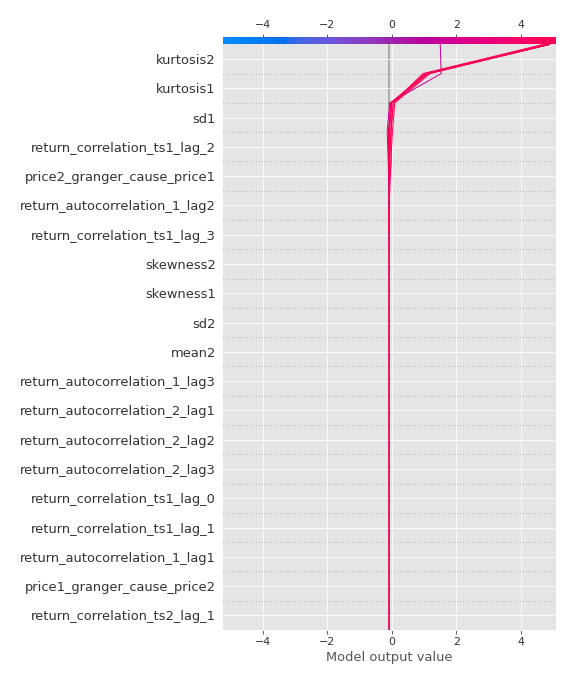 −4 −2 0 2 4
kurtosis2
kurtosis1
sd1
return_correlation_ts1_lag_2
price2_granger_cause_price1
return_autocorrelation_1_lag2
return_correlation_ts1_lag_3
skewness2
skewness1
sd2
mean2
return_autocorrelation_1_lag3
return_autocorrelation_2_lag1
return_autocorrelation_2_lag2
return_autocorrelation_2_lag3
return_correlation_ts1_lag_0
return_correlation_ts1_lag_1
return_autocorrelation_1_lag1
price1_granger_cause_price2
return_correlation_ts2_lag_1
−4 −2 0 2 4
Model output value